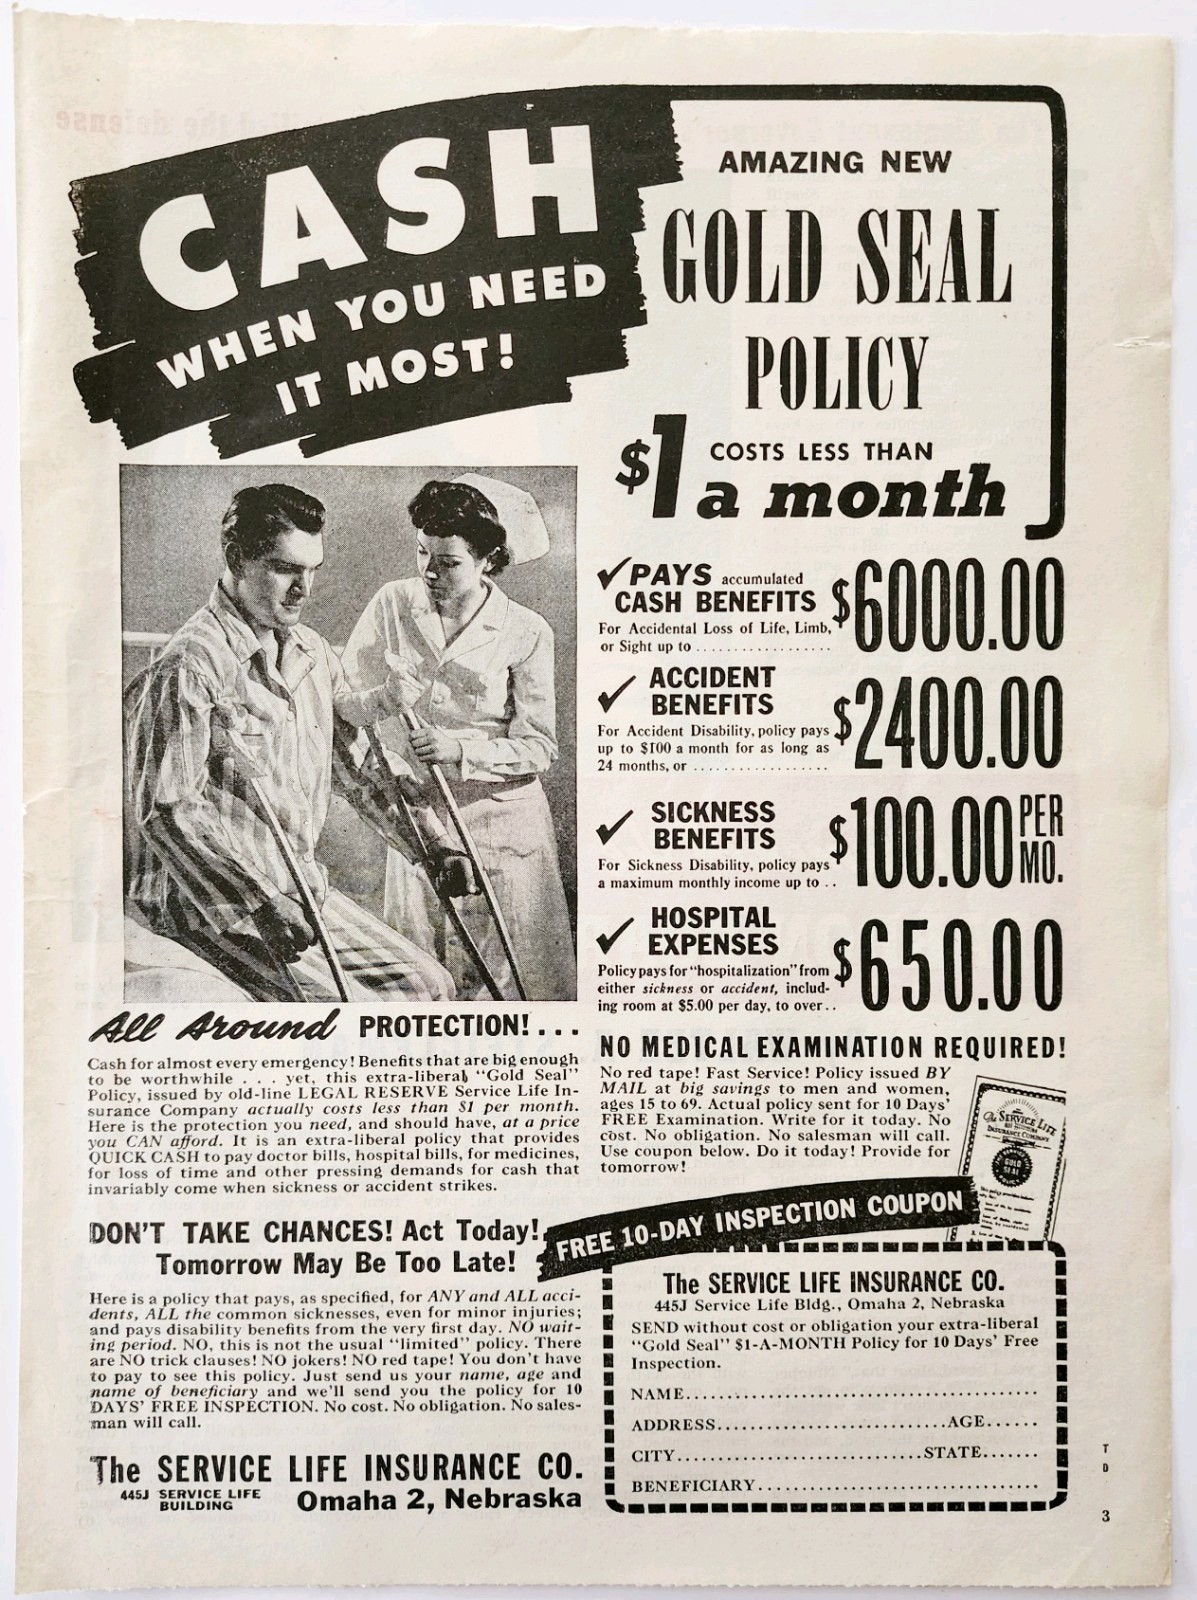 CASH
WHEN YOU NEED
IT MOST!
AMAZING NEW
GOLD SEAL
POLICY
COSTS LESS THAN
$1 a month
✓PAYS accumulated
CASH BENEFITS
For Accidental Loss of Life, Limb,
or Sight up to ..................
$6000.00
✓ ACCIDENT
BENEFITS
For Accident Disability, policy pays
up to $100 a month for as long as
24 months, or ..................
$2400.00
✓ SICKNESS
BENEFITS
For Sickness Disability, policy pays
a maximum monthly income up to ..
$100.00 PER
MO.
✓ HOSPITAL
EXPENSES
Policy pays for "hospitalization" from
either sickness or accident, includ-
ing room at $5.00 per day, to over..
$650.00
All Around PROTECTION!...
Cash for almost every emergency! Benefits that are big enough
to be worthwhile . . . yet, this extra-liberal "Gold Seal"
Policy, issued by old-line LEGAL RESERVE Service Life In-
surance Company actually costs less than $1 per month.
Here is the protection you need, and should have, at a price
you CAN afford. It is an extra-liberal policy that provides
QUICK CASH to pay doctor bills, hospital bills, for medicines,
for loss of time and other pressing demands for cash that
invariably come when sickness or accident strikes.
DON'T TAKE CHANCES! Act Today!
Tomorrow May Be Too Late!
Here is a policy that pays, as specified, for ANY and ALL acci-
dents, ALL the common sicknesses, even for minor injuries;
and pays disability benefits from the very first day. NO wait-
ing period. NO, this is not the usual "limited" policy. There
are NO trick clauses! NO jokers! NO red tape! You don't have
to pay to see this policy. Just send us your name, age and
name of beneficiary and we'll send you the policy for 10
DAYS' FREE INSPECTION. No cost. No obligation. No sales-
man will call.
The SERVICE LIFE INSURANCE CO.
445J SERVICE LIFE
BUILDING
Omaha 2, Nebraska
NO MEDICAL EXAMINATION REQUIRED!
No red tape! Fast Service! Policy issued BY
MAIL at big savings to men and women,
ages 15 to 69. Actual policy sent for 10 Days'
FREE Examination. Write for it today. No
cost. No obligation. No salesman will call.
Use coupon below. Do it today! Provide for
tomorrow!
The SERVICE LIFE
INSURANCE COMPANY
GOLD
SEAL
FREE 10-DAY INSPECTION COUPON
The SERVICE LIFE INSURANCE CO.
445J Service Life Bldg., Omaha 2, Nebraska
SEND without cost or obligation your extra-liberal
"Gold Seal" $1-A-MONTH Policy for 10 Days' Free
Inspection.
NAME..........................................
ADDRESS...........................AGE......
CITY.............................STATE.......
BENEFICIARY..................................
T
D
3